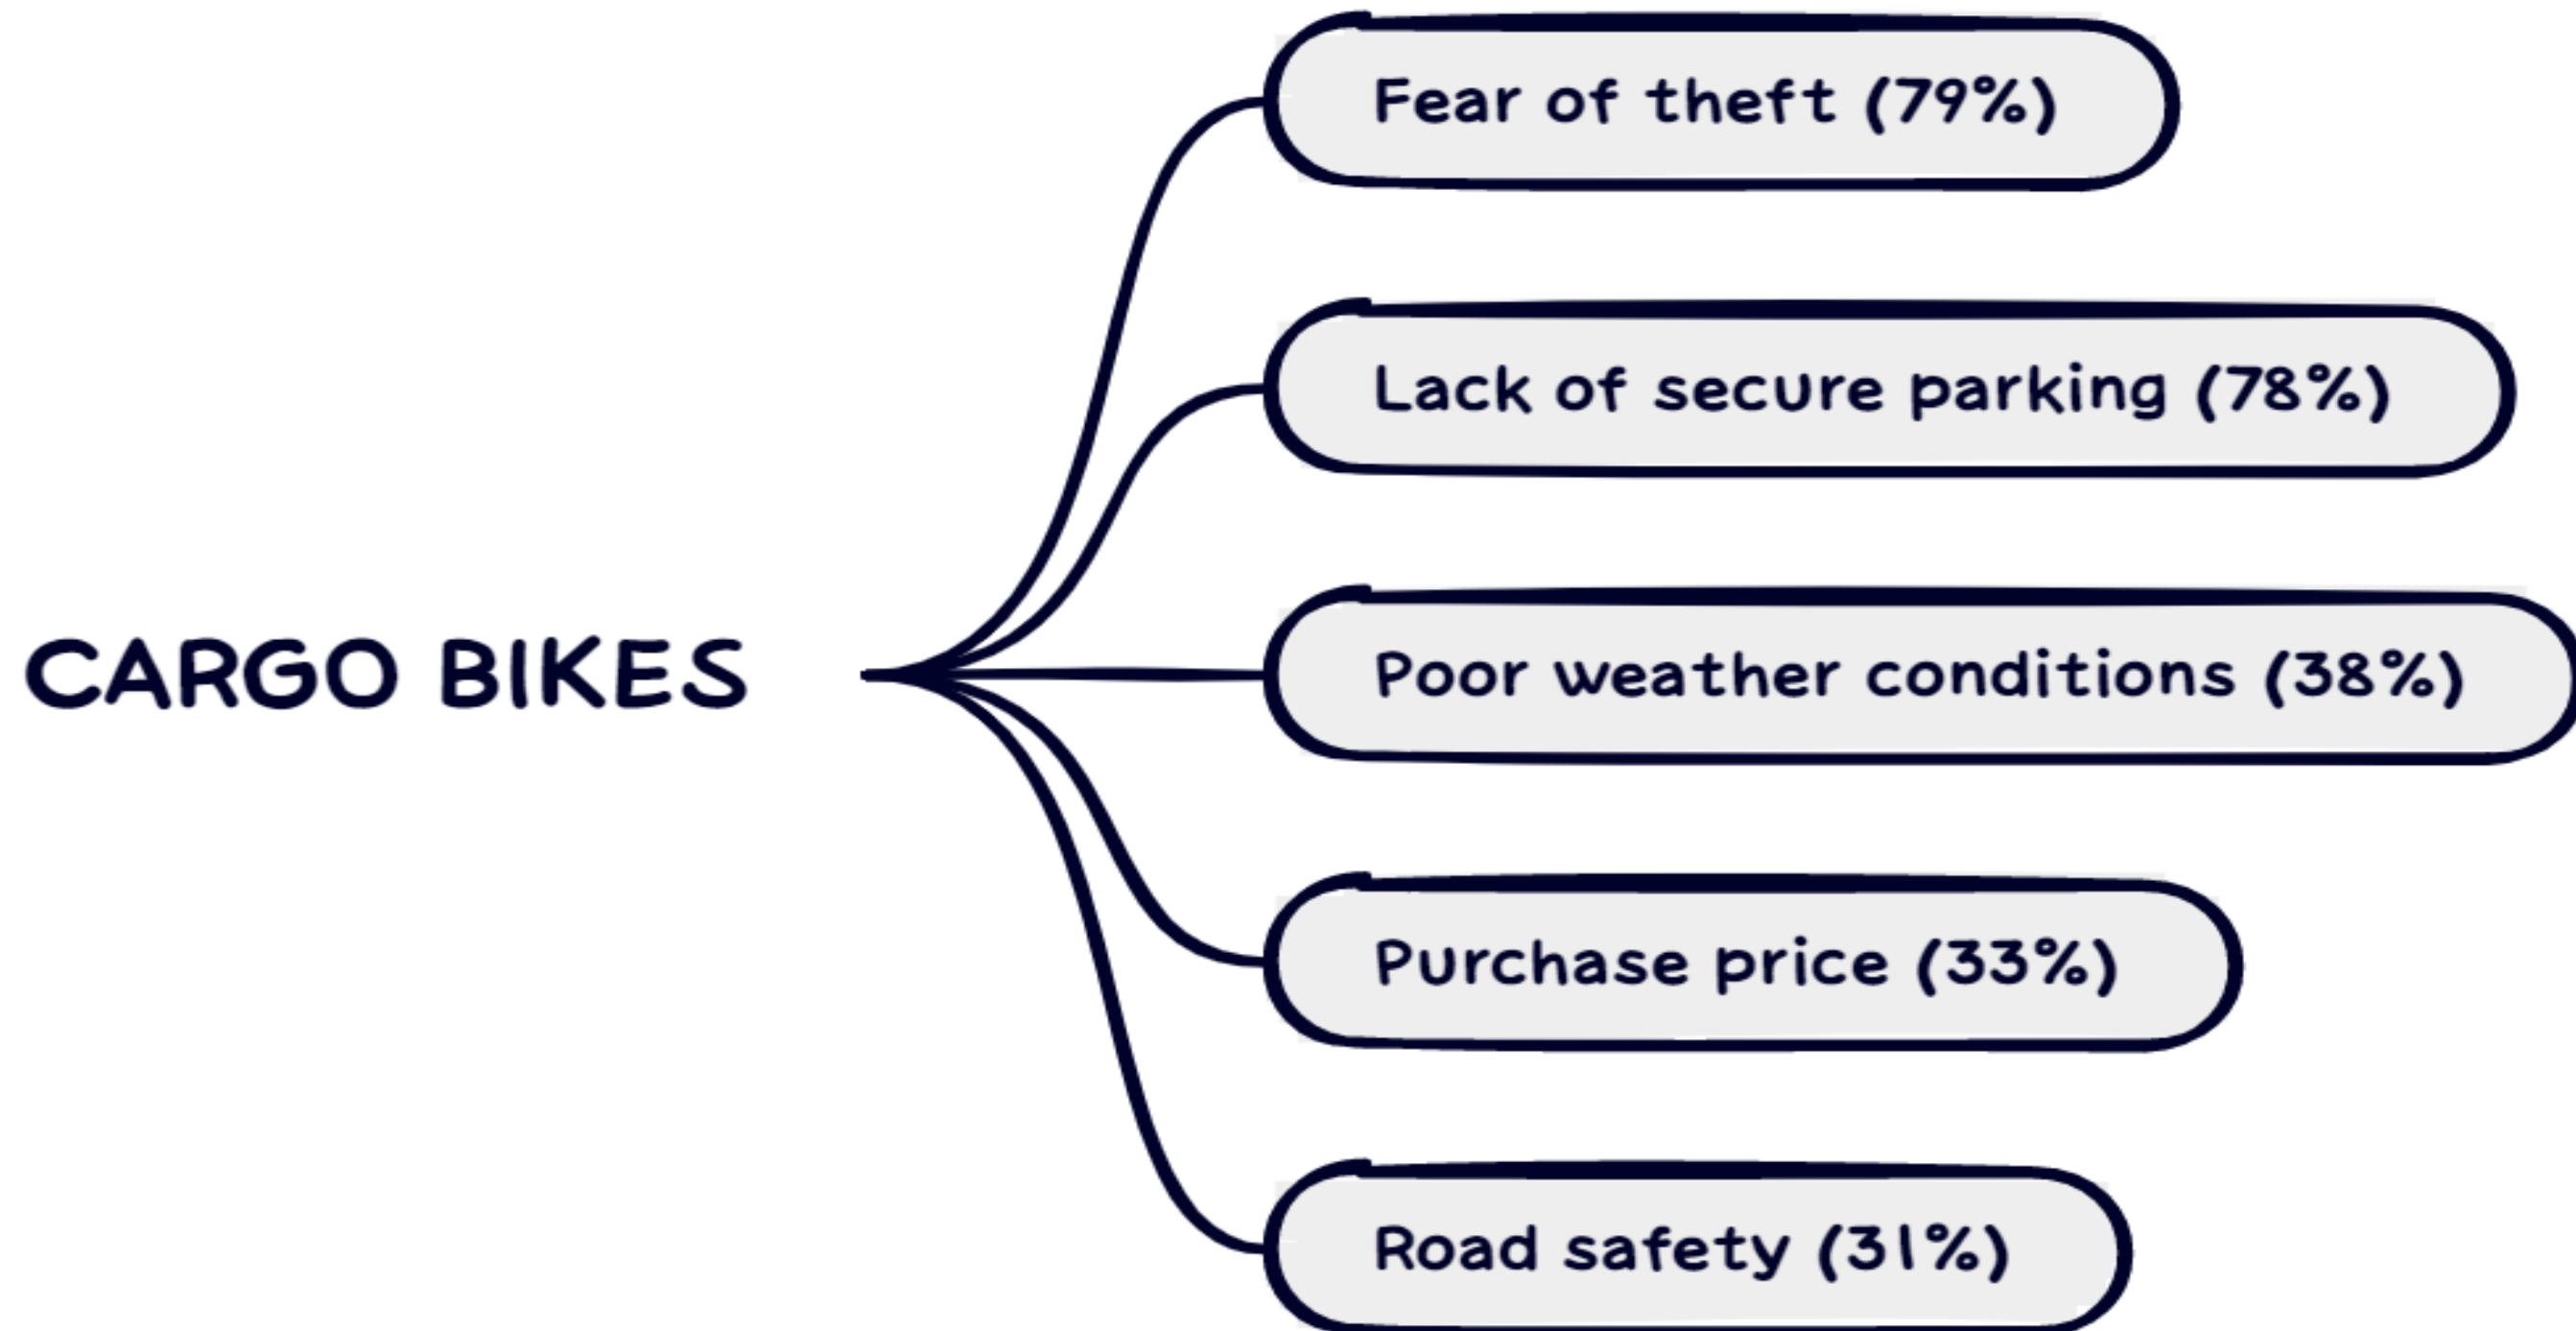 CARGO BIKES
Fear of theft (79%)
Lack of secure parking (78%)
Poor weather conditions (38%)
Purchase price (33%)
Road safety (31%)